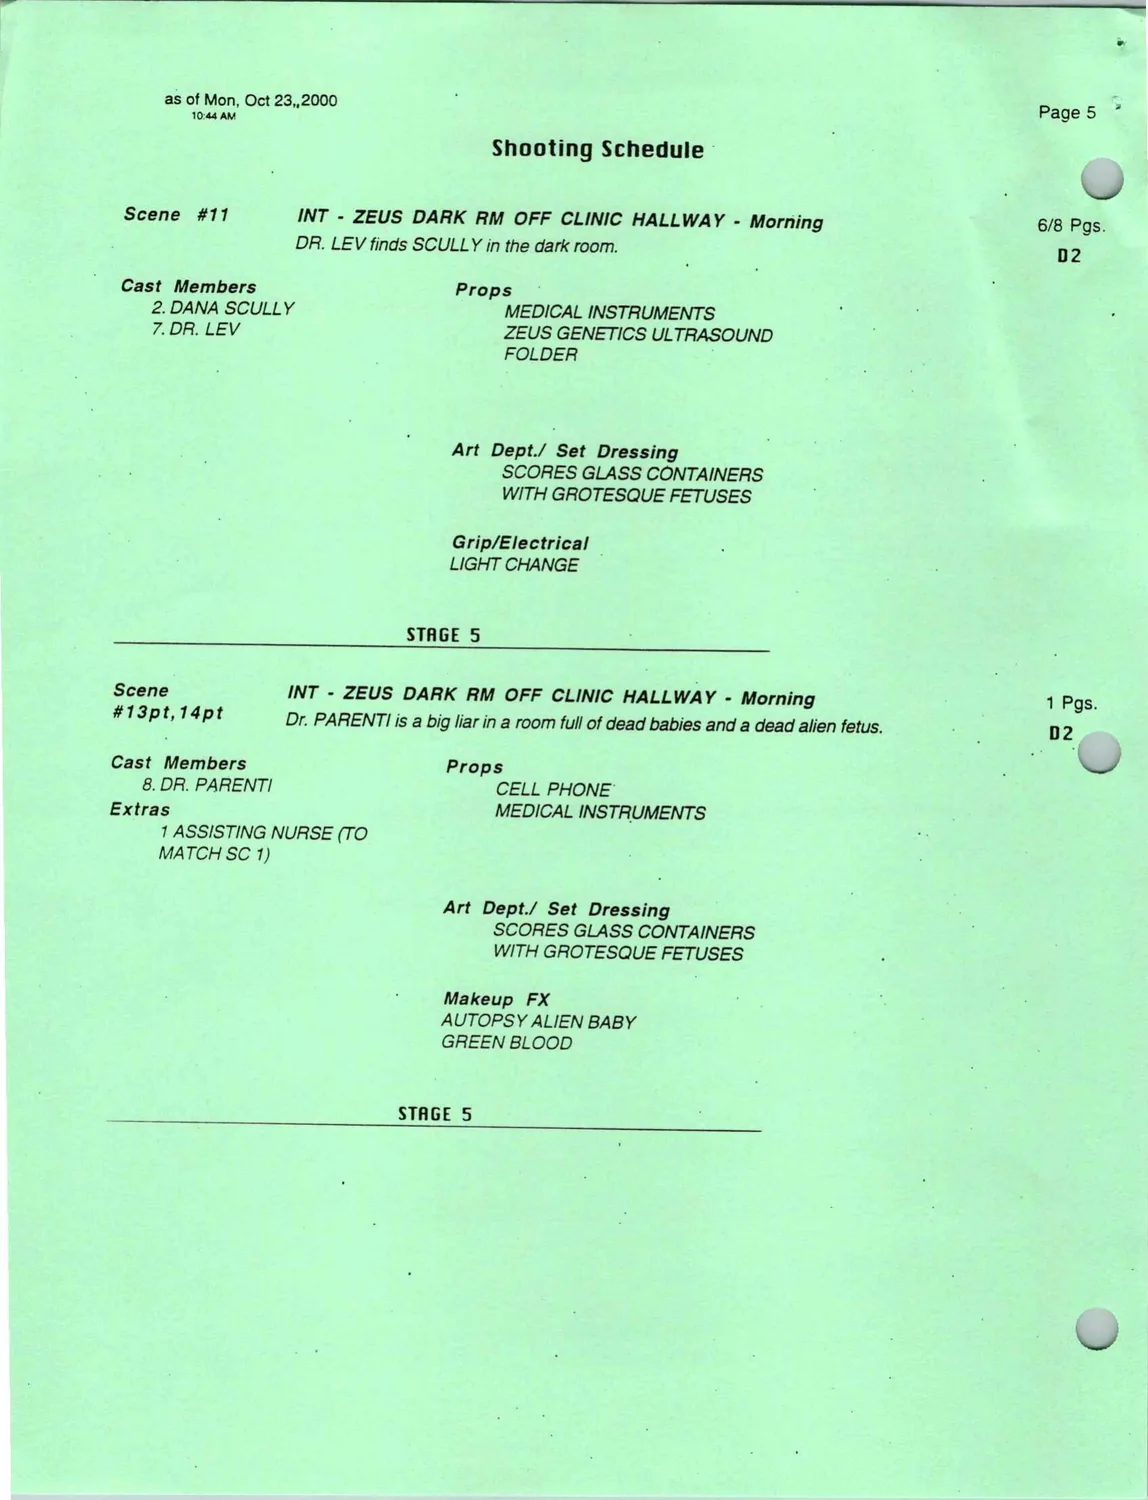 as of Mon, Oct 23,,2000
10:44 AM
Page 5
Shooting Schedule
Scene #11
INT - ZEUS DARK RM OFF CLINIC HALLWAY - Morning
6/8 Pgs.
DR. LEV finds SCULLY in the dark room.
D2
Cast Members
2. DANA SCULLY
7. DR. LEV
Props
MEDICAL INSTRUMENTS
ZEUS GENETICS ULTRASOUND
FOLDER
Art Dept./ Set Dressing
SCORES GLASS CONTAINERS
WITH GROTESQUE FETUSES
Grip/Electrical
LIGHT CHANGE
STAGE 5
Scene
#13pt,14pt
INT - ZEUS DARK RM OFF CLINIC HALLWAY - Morning
1 Pgs.
Dr. PARENTI is a big liar in a room full of dead babies and a dead alien fetus.
D2
Cast Members
8. DR. PARENTI
Extras
1 ASSISTING NURSE (TO
MATCH SC 1)
Props
CELL PHONE
MEDICAL INSTRUMENTS
Art Dept./ Set Dressing
SCORES GLASS CONTAINERS
WITH GROTESQUE FETUSES
Makeup FX
AUTOPSY ALIEN BABY
GREEN BLOOD
STAGE 5